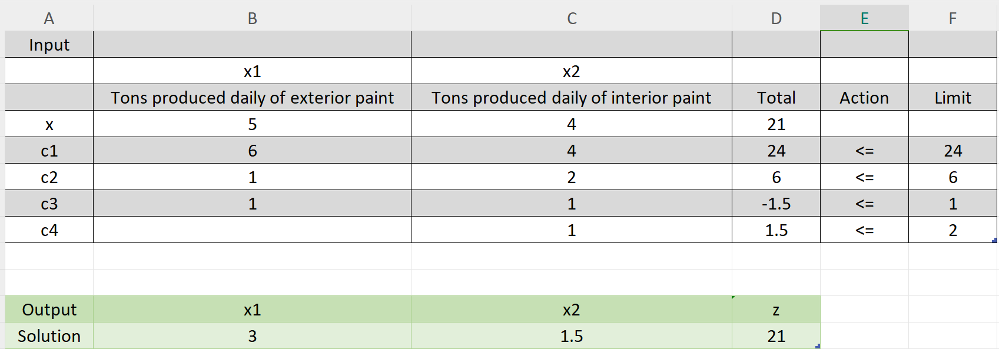 A B C D E F
Input
x1 x2
Tons produced daily of exterior paint Tons produced daily of interior paint Total Action Limit
x 5 4 21
c1 6 4 24 <= 24
c2 1 2 6 <= 6
c3 1 1 -1.5 <= 1
c4 1 1.5 <= 2
Output x1 x2 z
Solution 3 1.5 21